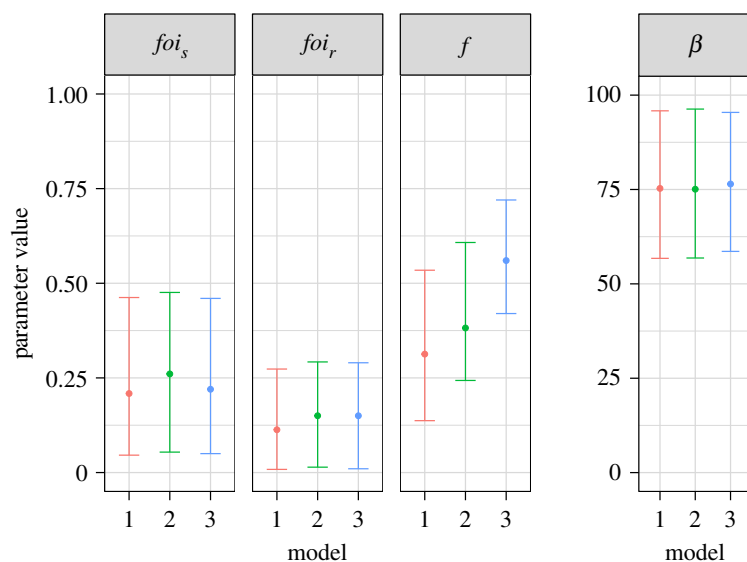 foi_s foi_r f β
parameter value
1.00
0.75
0.50
0.25
0
100
75
50
25
0
1 2 3 1 2 3 1 2 3 1 2 3
model model